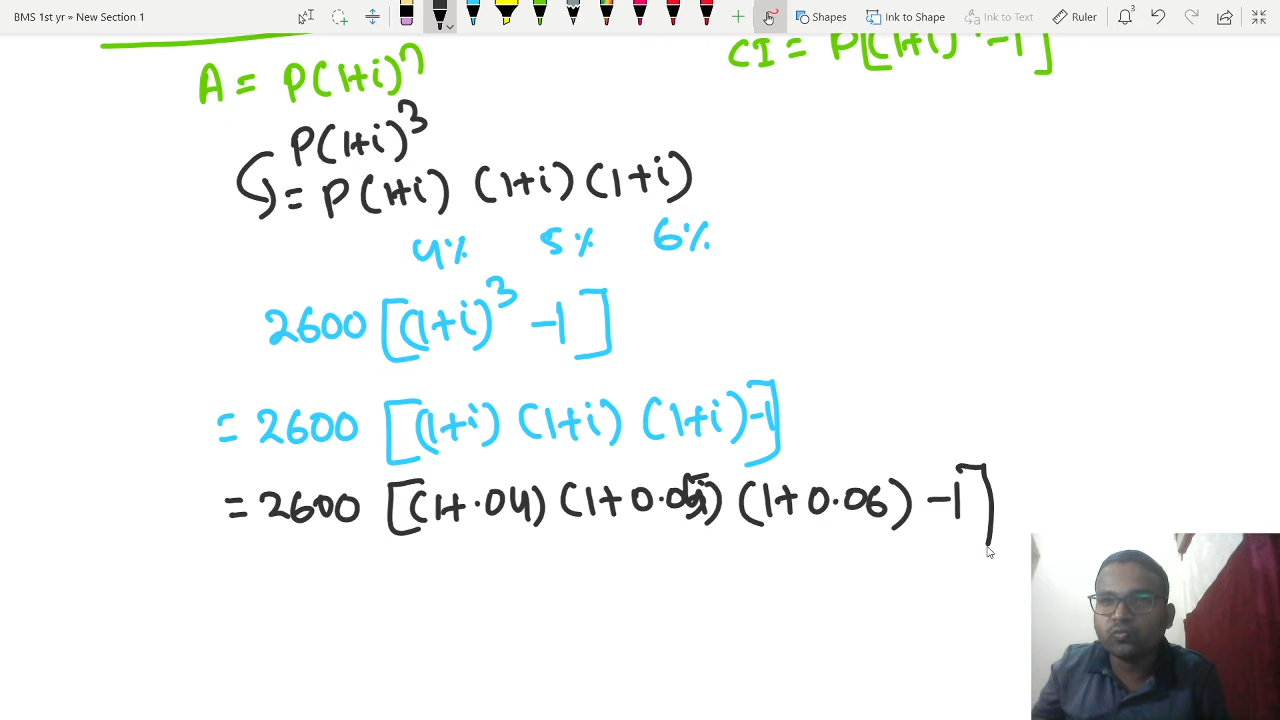 BMS 1st yr » New Section 1
Shapes Ink to Shape Ink to Text Ruler
A = P(1+i)^n
CI = P[(1+i) -1]
P(1+i)^3
= P(1+i) (1+i) (1+i)
4% 5% 6%
2600 [(1+i)^3 -1]
= 2600 [(1+i) (1+i) (1+i) -1]
= 2600 [(1+.04) (1+0.05) (1+0.06) -1]